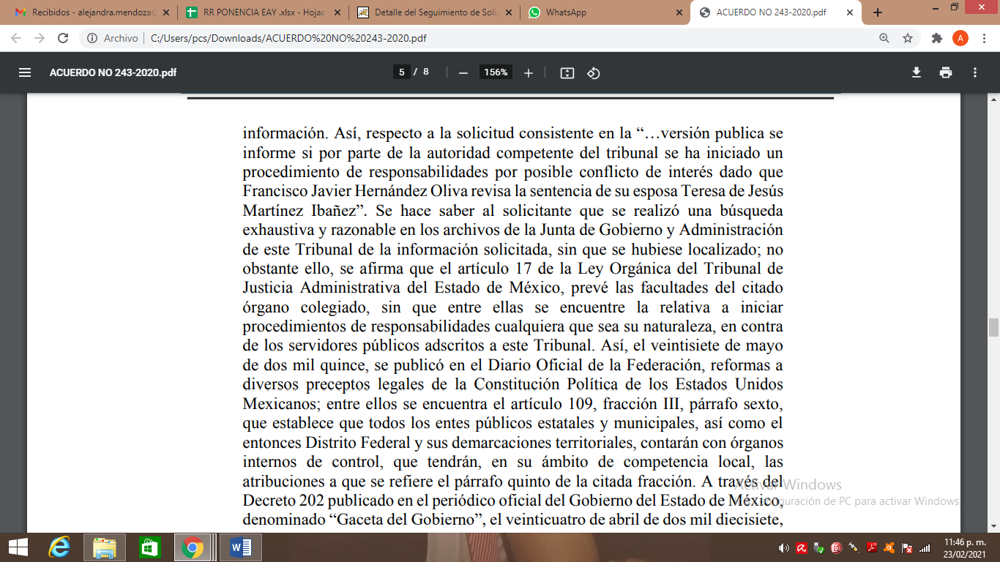 Recibidos - alejandra.mendoza@
RR PONENCIA EAY .xlsx - Hojas
Detalle del Seguimiento de Solic
WhatsApp
ACUERDO NO 243-2020.pdf
Archivo
C:/Users/pcs/Downloads/ACUERDO%20NO%20243-2020.pdf
A
ACUERDO NO 243-2020.pdf
5 / 8
156%
información. Así, respecto a la solicitud consistente en la “…versión publica se
informe si por parte de la autoridad competente del tribunal se ha iniciado un
procedimiento de responsabilidades por posible conflicto de interés dado que
Francisco Javier Hernández Oliva revisa la sentencia de su esposa Teresa de Jesús
Martínez Ibañez”. Se hace saber al solicitante que se realizó una búsqueda
exhaustiva y razonable en los archivos de la Junta de Gobierno y Administración
de este Tribunal de la información solicitada, sin que se hubiese localizado; no
obstante ello, se afirma que el artículo 17 de la Ley Orgánica del Tribunal de
Justicia Administrativa del Estado de México, prevé las facultades del citado
órgano colegiado, sin que entre ellas se encuentre la relativa a iniciar
procedimientos de responsabilidades cualquiera que sea su naturaleza, en contra
de los servidores públicos adscritos a este Tribunal. Así, el veintisiete de mayo
de dos mil quince, se publicó en el Diario Oficial de la Federación, reformas a
diversos preceptos legales de la Constitución Política de los Estados Unidos
Mexicanos; entre ellos se encuentra el artículo 109, fracción III, párrafo sexto,
que establece que todos los entes públicos estatales y municipales, así como el
entonces Distrito Federal y sus demarcaciones territoriales, contarán con órganos
internos de control, que tendrán, en su ámbito de competencia local, las
atribuciones a que se refiere el párrafo quinto de la citada fracción. A través del
Decreto 202 publicado en el periódico oficial del Gobierno del Estado de México,
denominado “Gaceta del Gobierno”, el veinticuatro de abril de dos mil diecisiete,
Activar Windows
Configuración de PC para activar Windows.
11:46 p. m.
23/02/2021